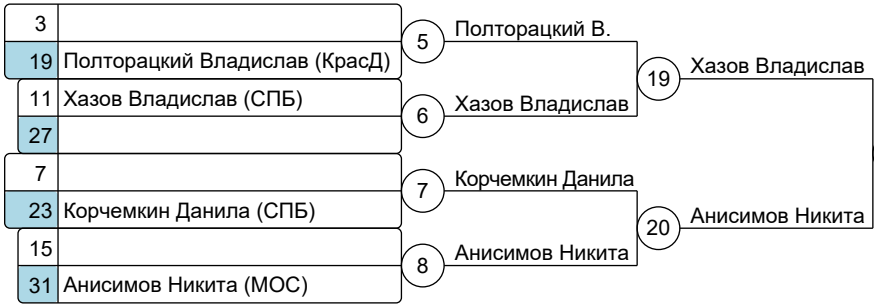 3
19 Полторацкий Владислав (КрасД)
5
Полторацкий В.
11 Хазов Владислав (СПБ)
27
6
Хазов Владислав
19
Хазов Владислав
7
23 Корчемкин Данила (СПБ)
7
Корчемкин Данила
15
31 Анисимов Никита (МОС)
8
Анисимов Никита
20
Анисимов Никита